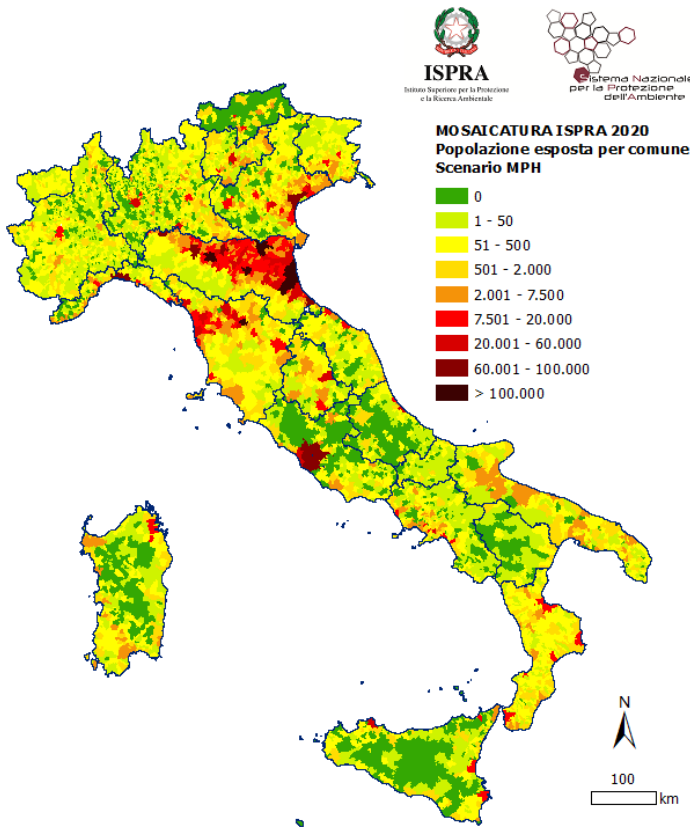 ISPRA
Istituto Superiore per la Protezione
e la Ricerca Ambientale
Sistema Nazionale
per la Protezione
dell'Ambiente
MOSAICATURA ISPRA 2020
Popolazione esposta per comune
Scenario MPH
0
1 - 50
51 - 500
501 - 2.000
2.001 - 7.500
7.501 - 20.000
20.001 - 60.000
60.001 - 100.000
> 100.000
N
100
km